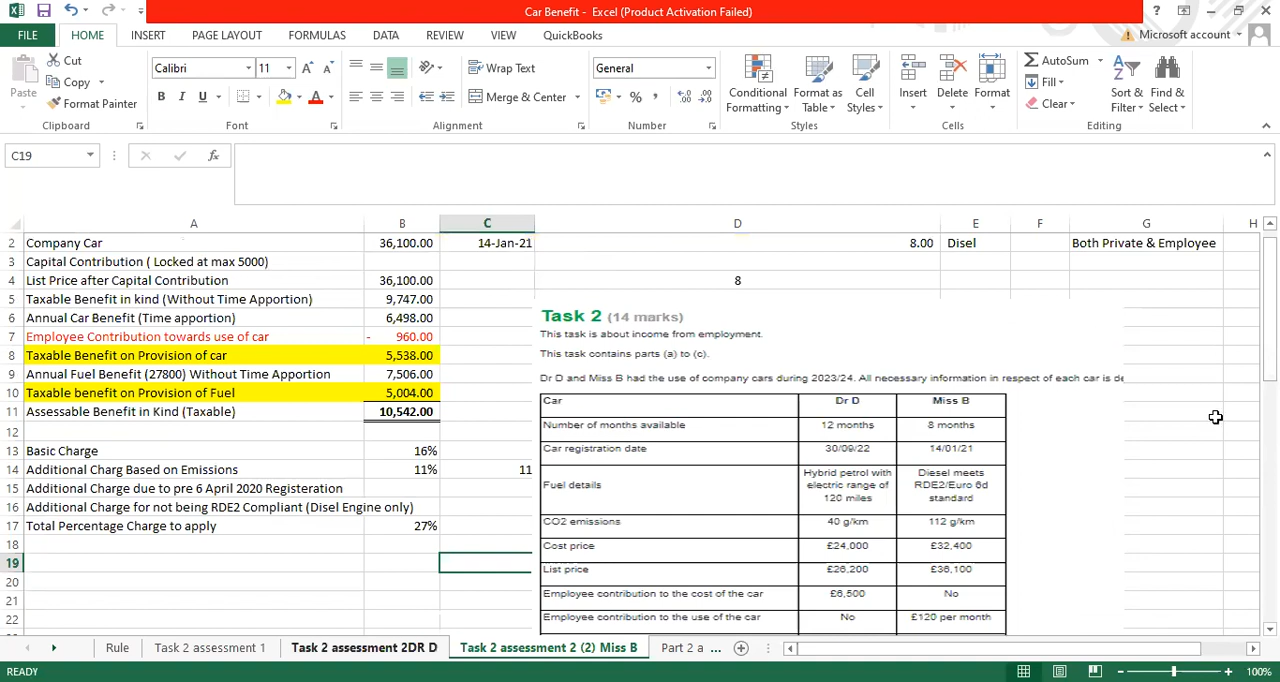 Car Benefit - Excel (Product Activation Failed)
FILE HOME INSERT PAGE LAYOUT FORMULAS DATA REVIEW VIEW QuickBooks Microsoft account
Paste Cut Copy Format Painter Clipboard
Calibri 11 B I U A Font
Wrap Text Merge & Center Alignment
General % Number
Conditional Formatting Format as Table Cell Styles Styles
Insert Delete Format Cells
AutoSum Fill Clear Sort & Filter Find & Select Editing
C19 fx
A B C D E F G H
2 Company Car 36,100.00 14-Jan-21 8.00 Disel Both Private & Employee
3 Capital Contribution ( Locked at max 5000)
4 List Price after Capital Contribution 36,100.00 8
5 Taxable Benefit in kind (Without Time Apportion) 9,747.00
6 Annual Car Benefit (Time apportion) 6,498.00
7 Employee Contribution towards use of car - 960.00
8 Taxable Benefit on Provision of car 5,538.00
9 Annual Fuel Benefit (27800) Without Time Apportion 7,506.00
10 Taxable benefit on Provision of Fuel 5,004.00
11 Assessable Benefit in Kind (Taxable) 10,542.00
12
13 Basic Charge 16%
14 Additional Charg Based on Emissions 11% 11
15 Additional Charge due to pre 6 April 2020 Registeration
16 Additional Charge for not being RDE2 Compliant (Disel Engine only)
17 Total Percentage Charge to apply 27%
18
19
20
21
22
Task 2 (14 marks)
This task is about income from employment.
This task contains parts (a) to (c).
Dr D and Miss B had the use of company cars during 2023/24. All necessary information in respect of each car is de
Car Dr D Miss B
Number of months available 12 months 8 months
Car registration date 30/09/22 14/01/21
Fuel details Hybrid petrol with electric range of 120 miles Diesel meets RDE2/Euro 6d standard
CO2 emissions 40 g/km 112 g/km
Cost price £24,000 £32,400
List price £26,200 £36,100
Employee contribution to the cost of the car £6,500 No
Employee contribution to the use of the car No £120 per month
Rule Task 2 assessment 1 Task 2 assessment 2DR D Task 2 assessment 2 (2) Miss B Part 2 a ...
READY 100%